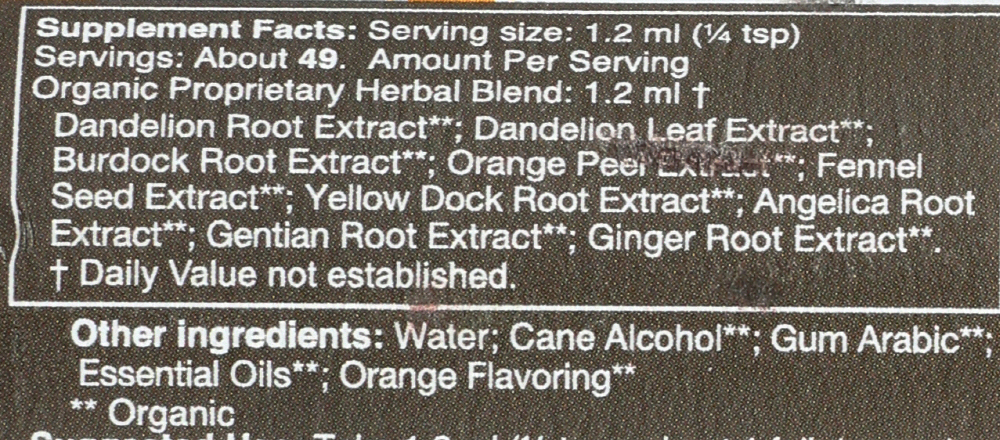 Supplement Facts: Serving size: 1.2 ml (¼ tsp)
Servings: About 49. Amount Per Serving
Organic Proprietary Herbal Blend: 1.2 ml †
Dandelion Root Extract**; Dandelion Leaf Extract**;
Burdock Root Extract**; Orange Peel Extract**; Fennel
Seed Extract**; Yellow Dock Root Extract**; Angelica Root
Extract**; Gentian Root Extract**; Ginger Root Extract**.
† Daily Value not established.
Other ingredients: Water; Cane Alcohol**; Gum Arabic**;
Essential Oils**; Orange Flavoring**
** Organic